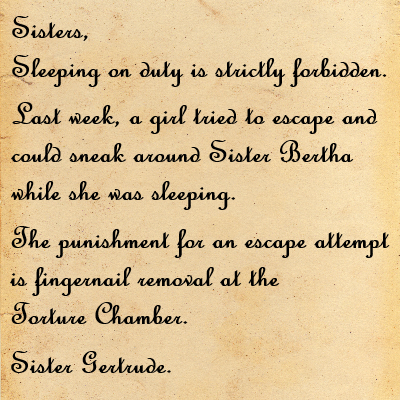 Sisters,
Sleeping on duty is strictly forbidden.
Last week, a girl tried to escape and
could sneak around Sister Bertha
while she was sleeping.
The punishment for an escape attempt
is fingernail removal at the
Torture Chamber.
Sister Gertrude.